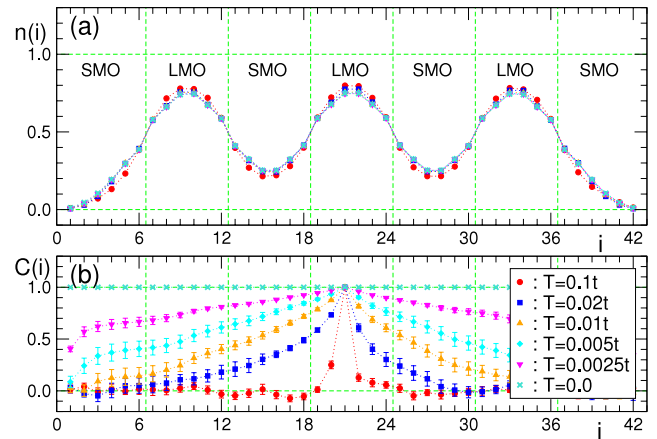 n(i)
(a)
1.0
SMO LMO SMO LMO SMO LMO SMO
0.5
0.0
0 6 12 18 24 30 36 i 42
C(i)
(b)
1.0
0.5
0.0
: T=0.1t
: T=0.02t
: T=0.01t
: T=0.005t
: T=0.0025t
: T=0.0
0 6 12 18 24 30 36 i 42